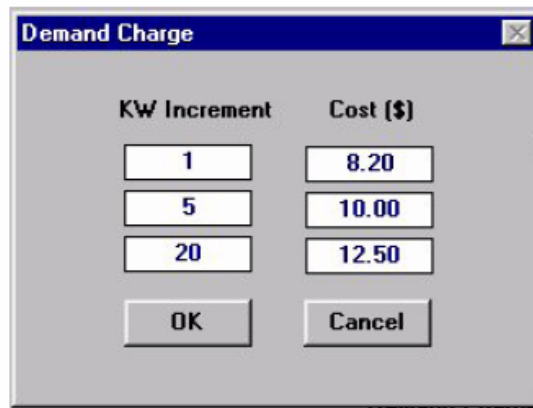 Demand Charge
KW Increment Cost ($)
1 8.20
5 10.00
20 12.50
OK Cancel